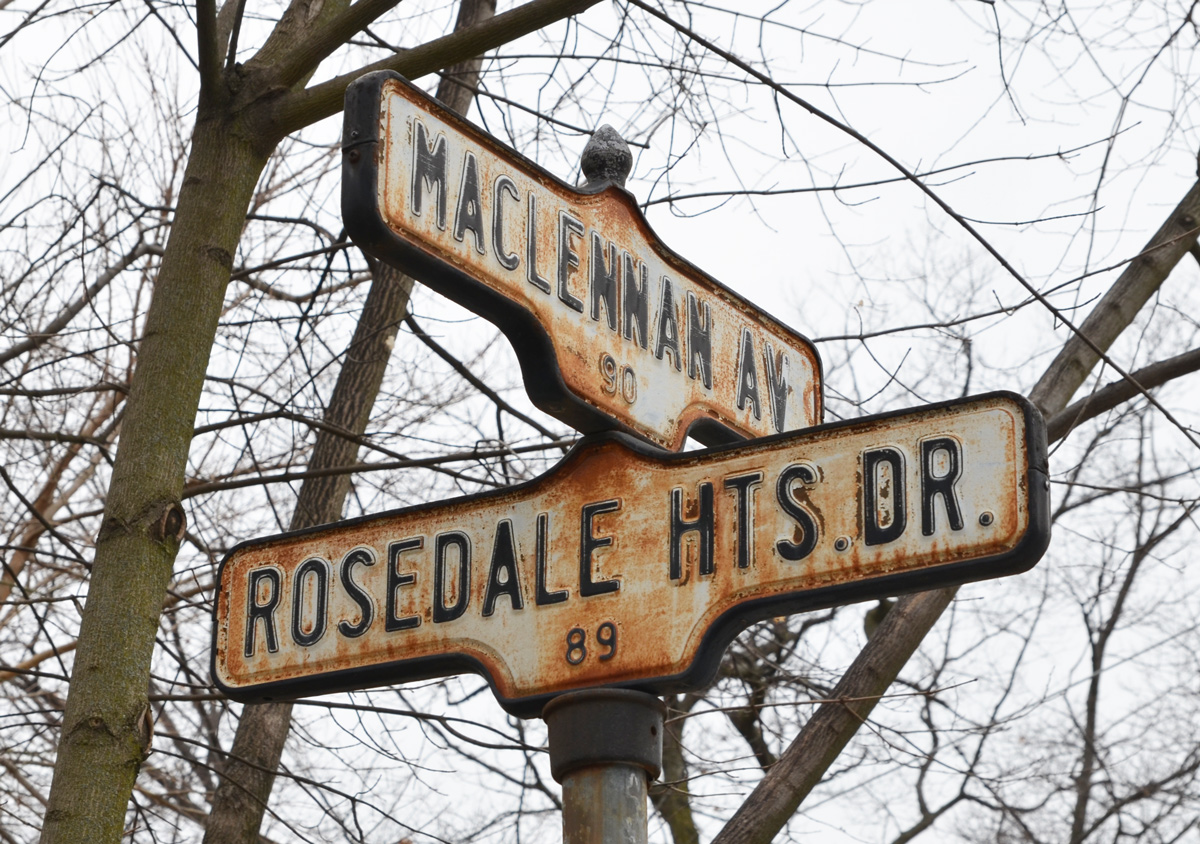 MACLENNAN AV
90
ROSEDALE HTS. DR.
89